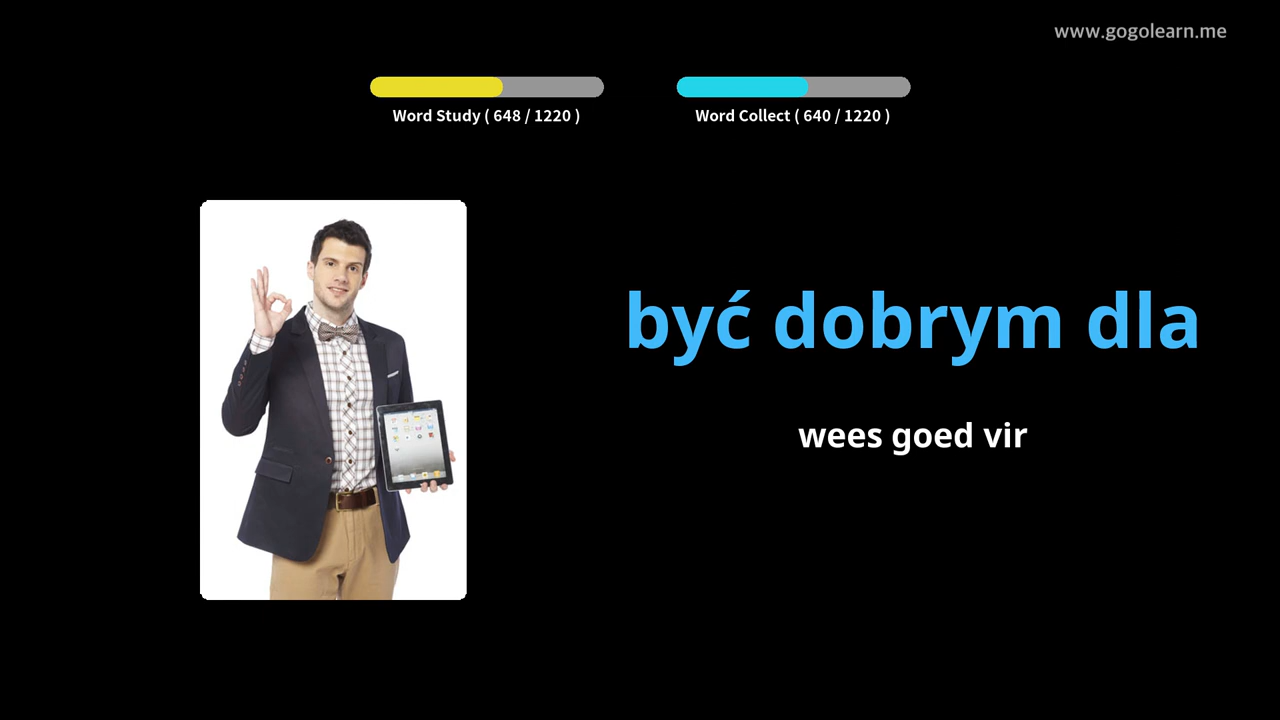 www.gogolearn.me
Word Study ( 648 / 1220 )
Word Collect ( 640 / 1220 )
być dobrym dla
wees goed vir